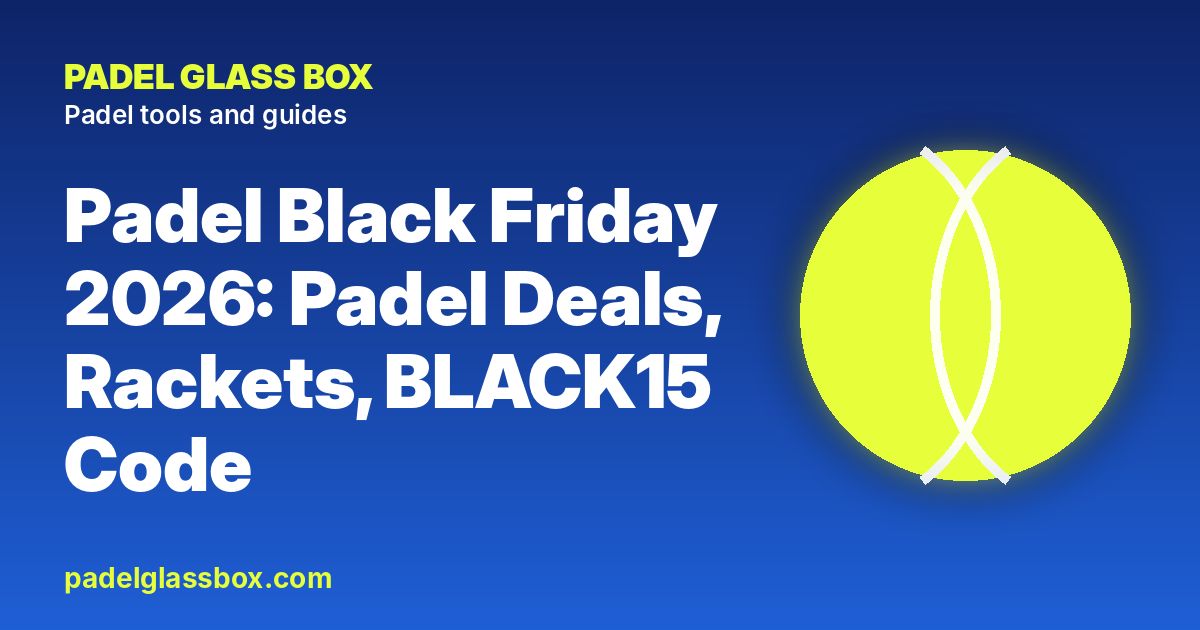 PADEL GLASS BOX
Padel tools and guides
Padel Black Friday
2026: Padel Deals,
Rackets, BLACK15
Code
padelglassbox.com